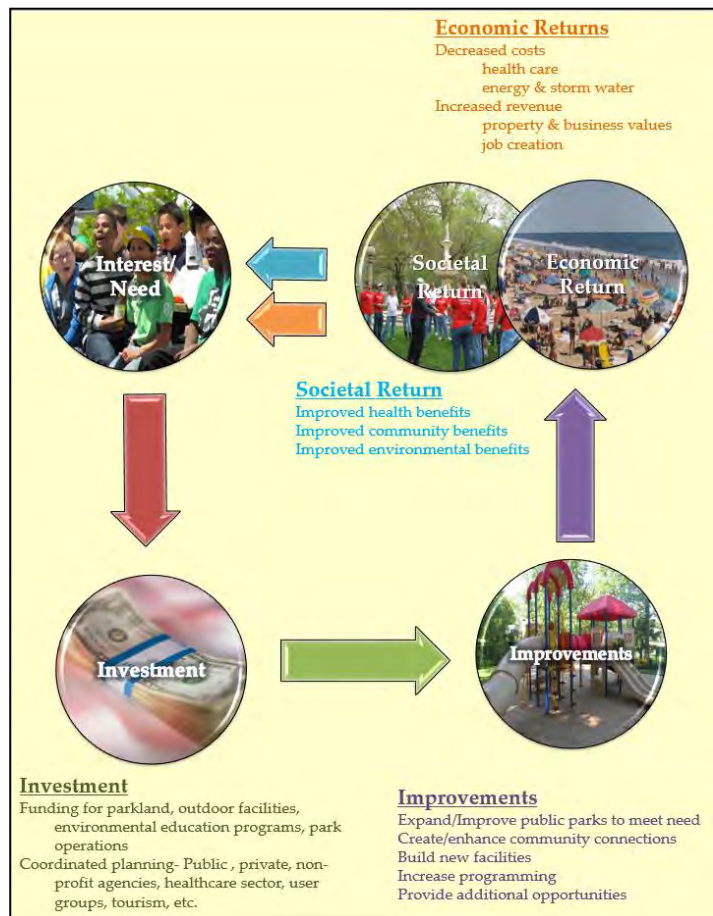 Economic Returns
Decreased costs
health care
energy & storm water
Increased revenue
property & business values
job creation
Interest/
Need
Societal
Return
Economic
Return
Societal Return
Improved health benefits
Improved community benefits
Improved environmental benefits
Investment
Improvements
Investment
Funding for parkland, outdoor facilities,
environmental education programs, park
operations
Coordinated planning- Public , private, non-
profit agencies, healthcare sector, user
groups, tourism, etc.
Improvements
Expand/Improve public parks to meet need
Create/enhance community connections
Build new facilities
Increase programming
Provide additional opportunities